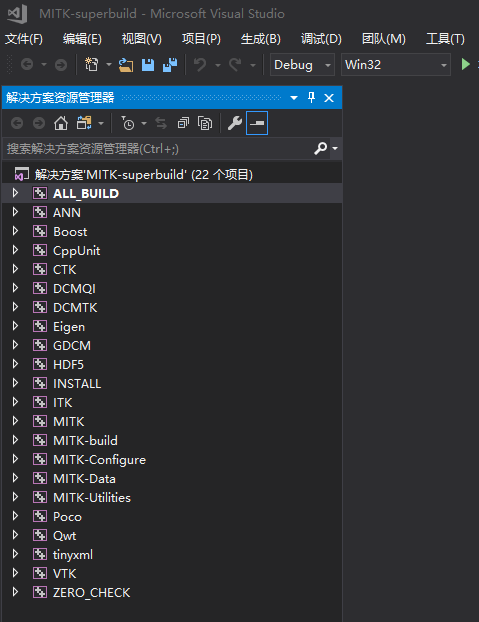 MITK-superbuild - Microsoft Visual Studio
文件(F) 编辑(E) 视图(V) 项目(P) 生成(B) 调试(D) 团队(M) 工具(T)
Debug Win32
解决方案资源管理器
搜索解决方案资源管理器(Ctrl+;)
解决方案'MITK-superbuild' (22 个项目)
ALL_BUILD
ANN
Boost
CppUnit
CTK
DCMQI
DCMTK
Eigen
GDCM
HDF5
INSTALL
ITK
MITK
MITK-build
MITK-Configure
MITK-Data
MITK-Utilities
Poco
Qwt
tinyxml
VTK
ZERO_CHECK